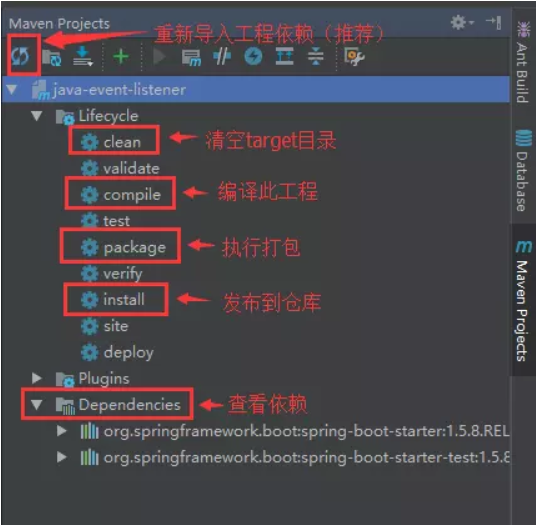 Maven Projects
重新导入工程依赖（推荐）
java-event-listener
Lifecycle
clean
清空target目录
validate
compile
编译此工程
test
package
执行打包
verify
install
发布到仓库
site
deploy
Plugins
Dependencies
查看依赖
org.springframework.boot:spring-boot-starter:1.5.8.REL
org.springframework.boot:spring-boot-starter-test:1.5.8
Ant Build
Database
Maven Projects